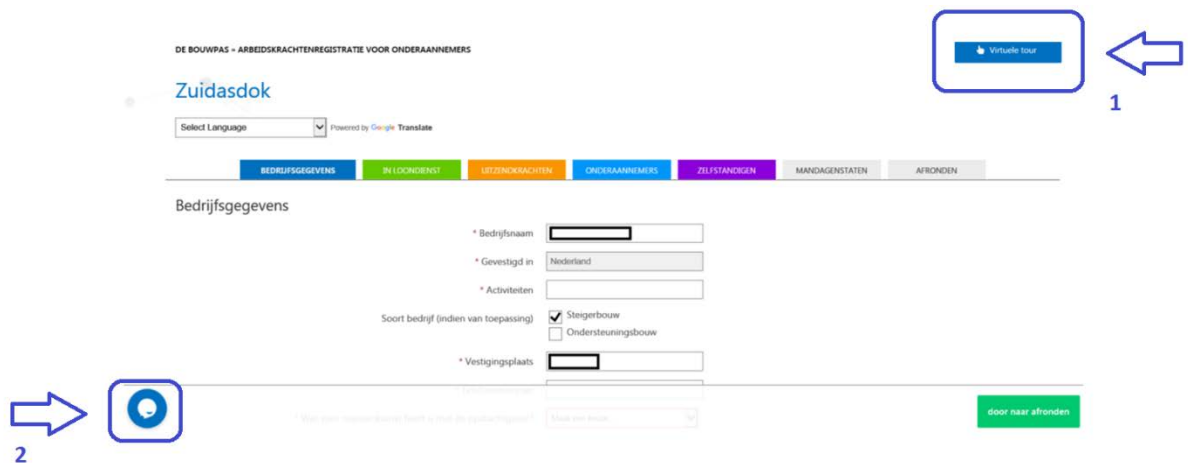 DE BOUWPAS » ARBEIDSKRACHTENREGISTRATIE VOOR ONDERAANNEMERS
Virtuele tour
1
Zuidasdok
Select Language
Powered by Google Translate
BEDRIJFSGEGEVENS IN LOONDIENST UITZENDKRACHTEN ONDERAANNEMERS ZELFSTANDIGEN MANDAGENSTATEN AFRONDEN
Bedrijfsgegevens
* Bedrijfsnaam
* Gevestigd in Nederland
* Activiteiten
Soort bedrijf (indien van toepassing) Steigerbouw
Ondersteuningsbouw
* Vestigingsplaats
door naar afronden
2